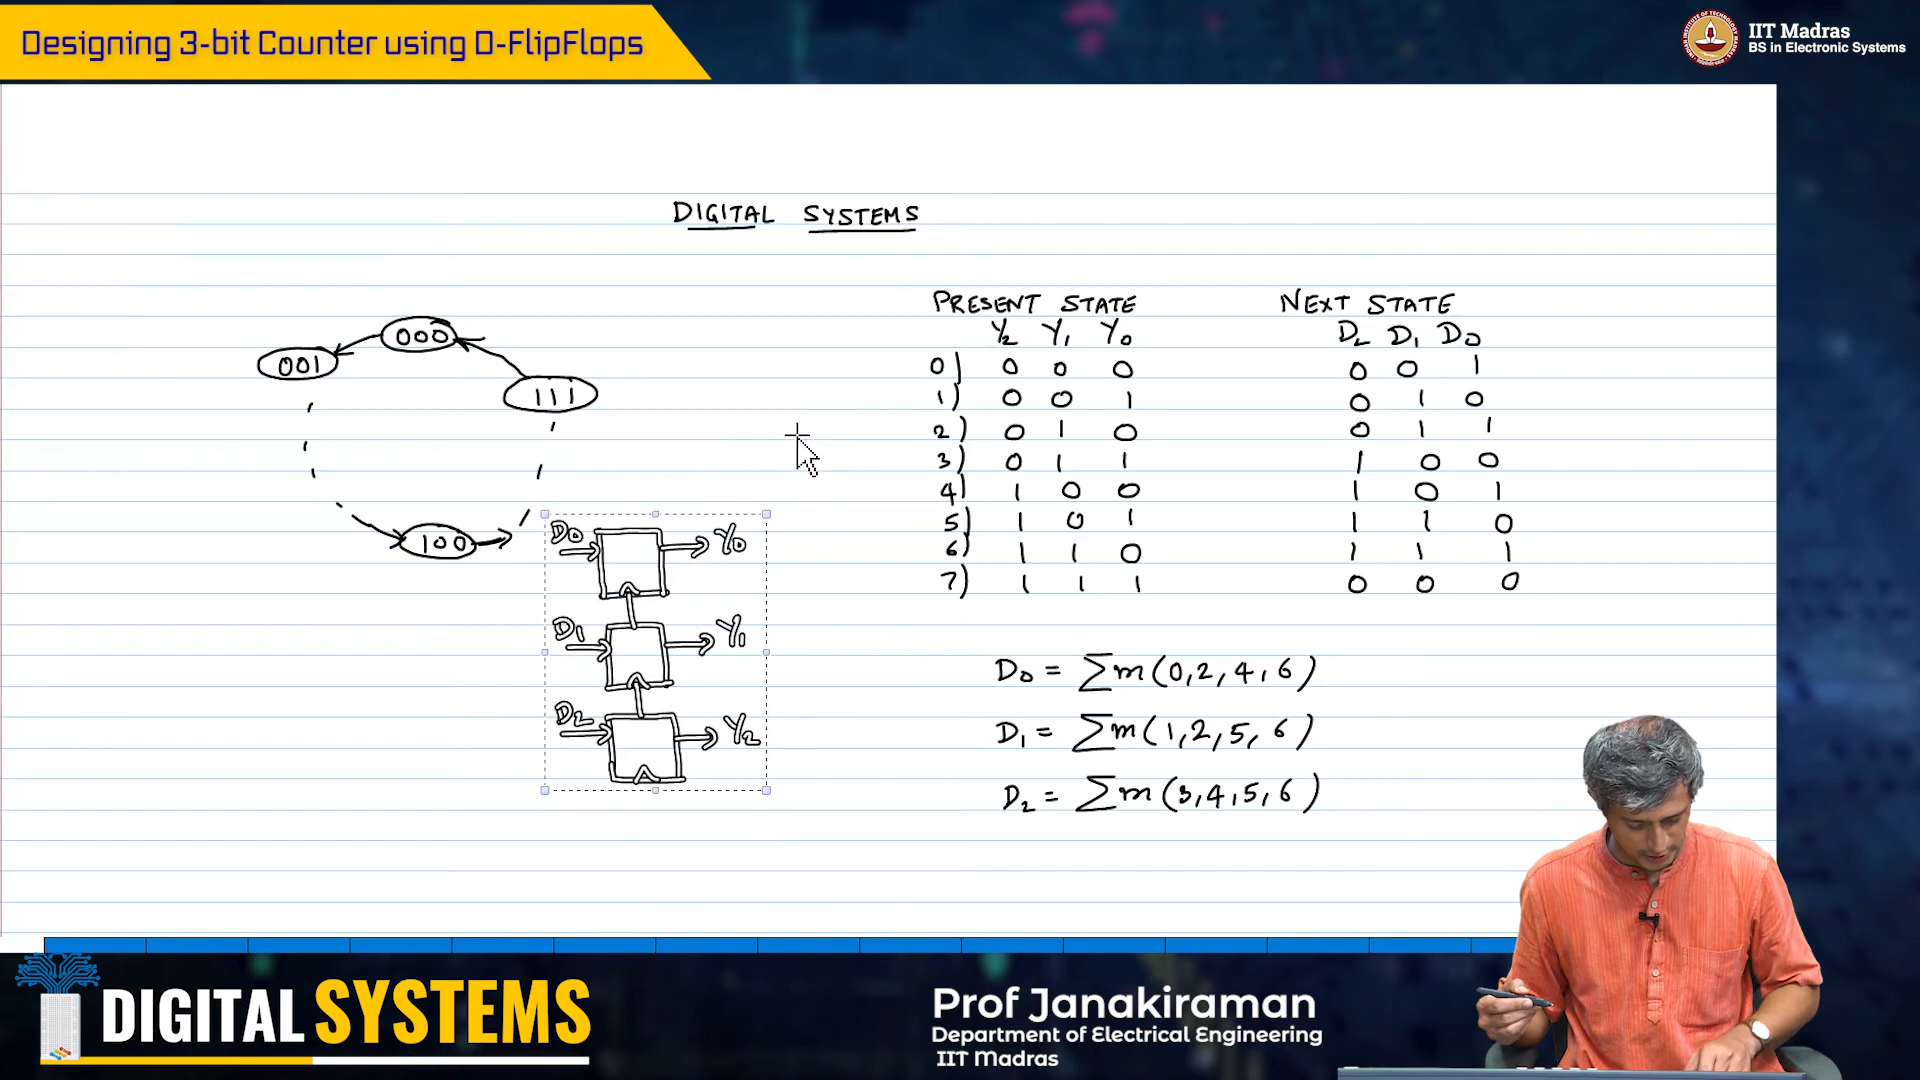 Designing 3-bit Counter using D-FlipFlops
IIT Madras
BS in Electronic Systems
DIGITAL SYSTEMS
000
001
111
100
D0 Y0
D1 Y1
D2 Y2
PRESENT STATE NEXT STATE
Y2 Y1 Y0 D2 D1 D0
0) 0 0 0 0 0 1
1) 0 0 1 0 1 0
2) 0 1 0 0 1 1
3) 0 1 1 1 0 0
4) 1 0 0 1 0 1
5) 1 0 1 1 1 0
6) 1 1 0 1 1 1
7) 1 1 1 0 0 0
D0 = ∑m(0,2,4,6)
D1 = ∑m(1,2,5,6)
D2 = ∑m(3,4,5,6)
DIGITAL SYSTEMS
Prof Janakiraman
Department of Electrical Engineering
IIT Madras